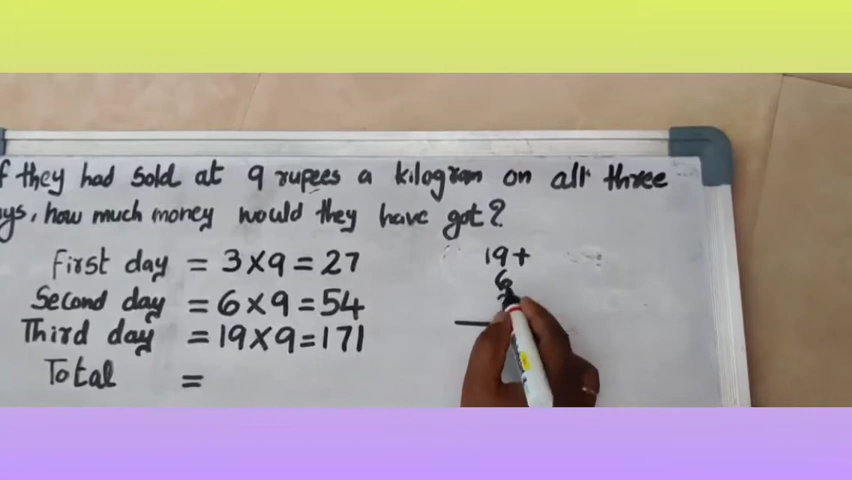 f they had sold at 9 rupees a kilogram on all three
ys, how much money would they have got?
First day = 3×9=27
Second day =6×9=54
Third day =19×9=171
Total =
19+
6